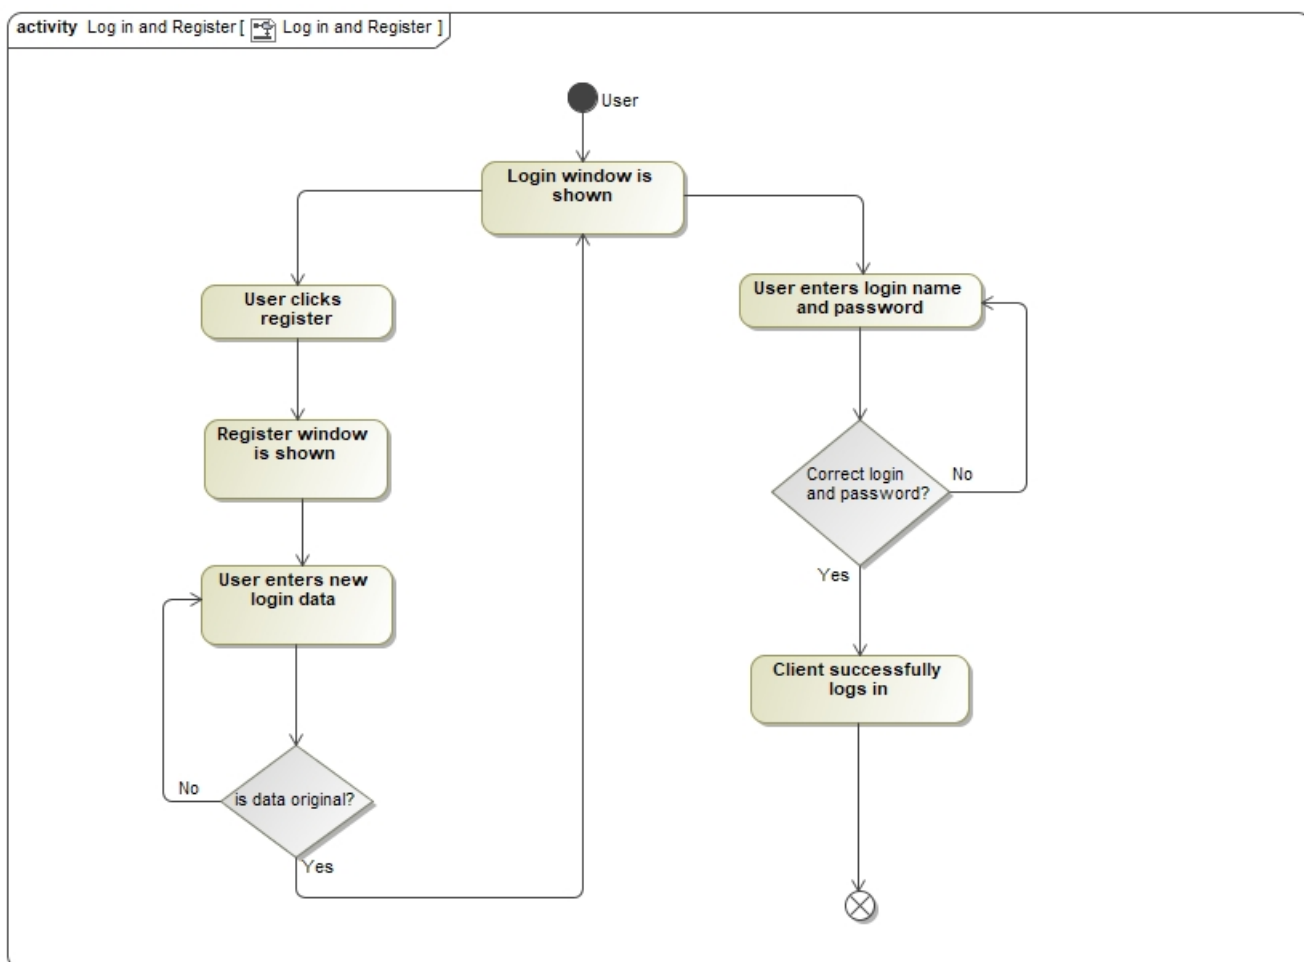 activity Log in and Register [ Log in and Register ]
User
Login window is
shown
User clicks
register
User enters login name
and password
Register window
is shown
Correct login
and password?
No
Yes
User enters new
login data
Client successfully
logs in
No
is data original?
Yes